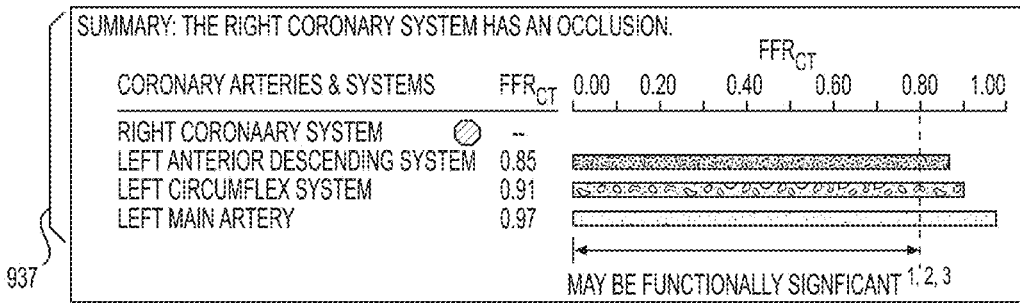 SUMMARY: THE RIGHT CORONARY SYSTEM HAS AN OCCLUSION.
FFRCT
CORONARY ARTERIES & SYSTEMS FFRCT 0.00 0.20 0.40 0.60 0.80 1.00
RIGHT CORONAARY SYSTEM --
LEFT ANTERIOR DESCENDING SYSTEM 0.85
LEFT CIRCUMFLEX SYSTEM 0.91
LEFT MAIN ARTERY 0.97
937
MAY BE FUNCTIONALLY SIGNFICANT 1, 2, 3